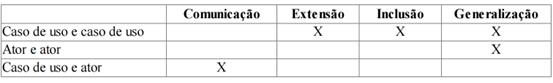 Comunicação Extensão Inclusão Generalização
Caso de uso e caso de uso X X X
Ator e ator X
Caso de uso e ator X